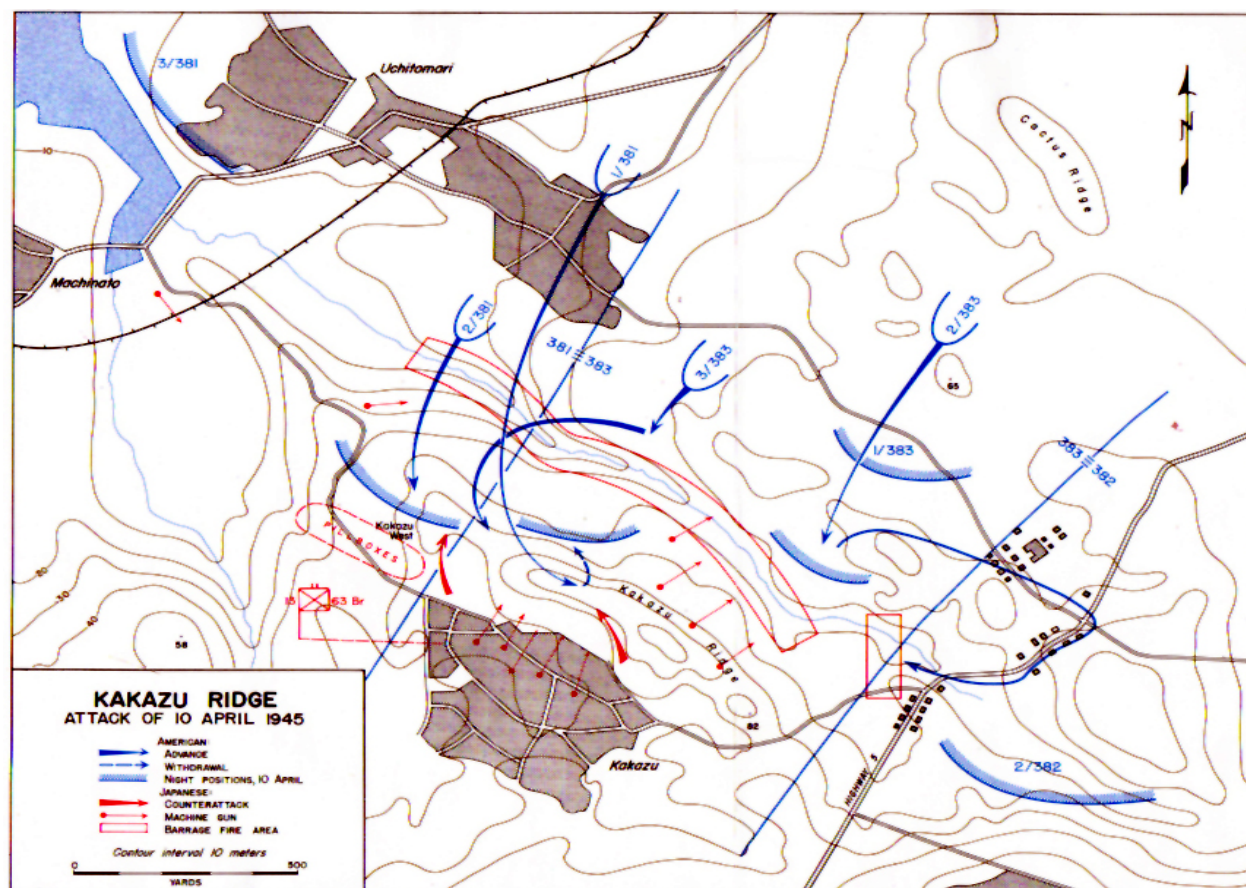 3/381
Uchitomari
1/381
Cactus Ridge
N
10
Machinato
2/381
381 383
3/383
2/383
65
1/383
383 382
Kakazu
West
PILLBOXES
13 63 Br
Kakazu Ridge
20
30
40
58
82
Kakazu
HIGHWAY 5
2/382
KAKAZU RIDGE
ATTACK OF 10 APRIL 1945
AMERICAN:
ADVANCE
WITHDRAWAL
NIGHT POSITIONS, 10 APRIL
JAPANESE:
COUNTERATTACK
MACHINE GUN
BARRAGE FIRE AREA
Contour interval 10 meters
0 500
YARDS